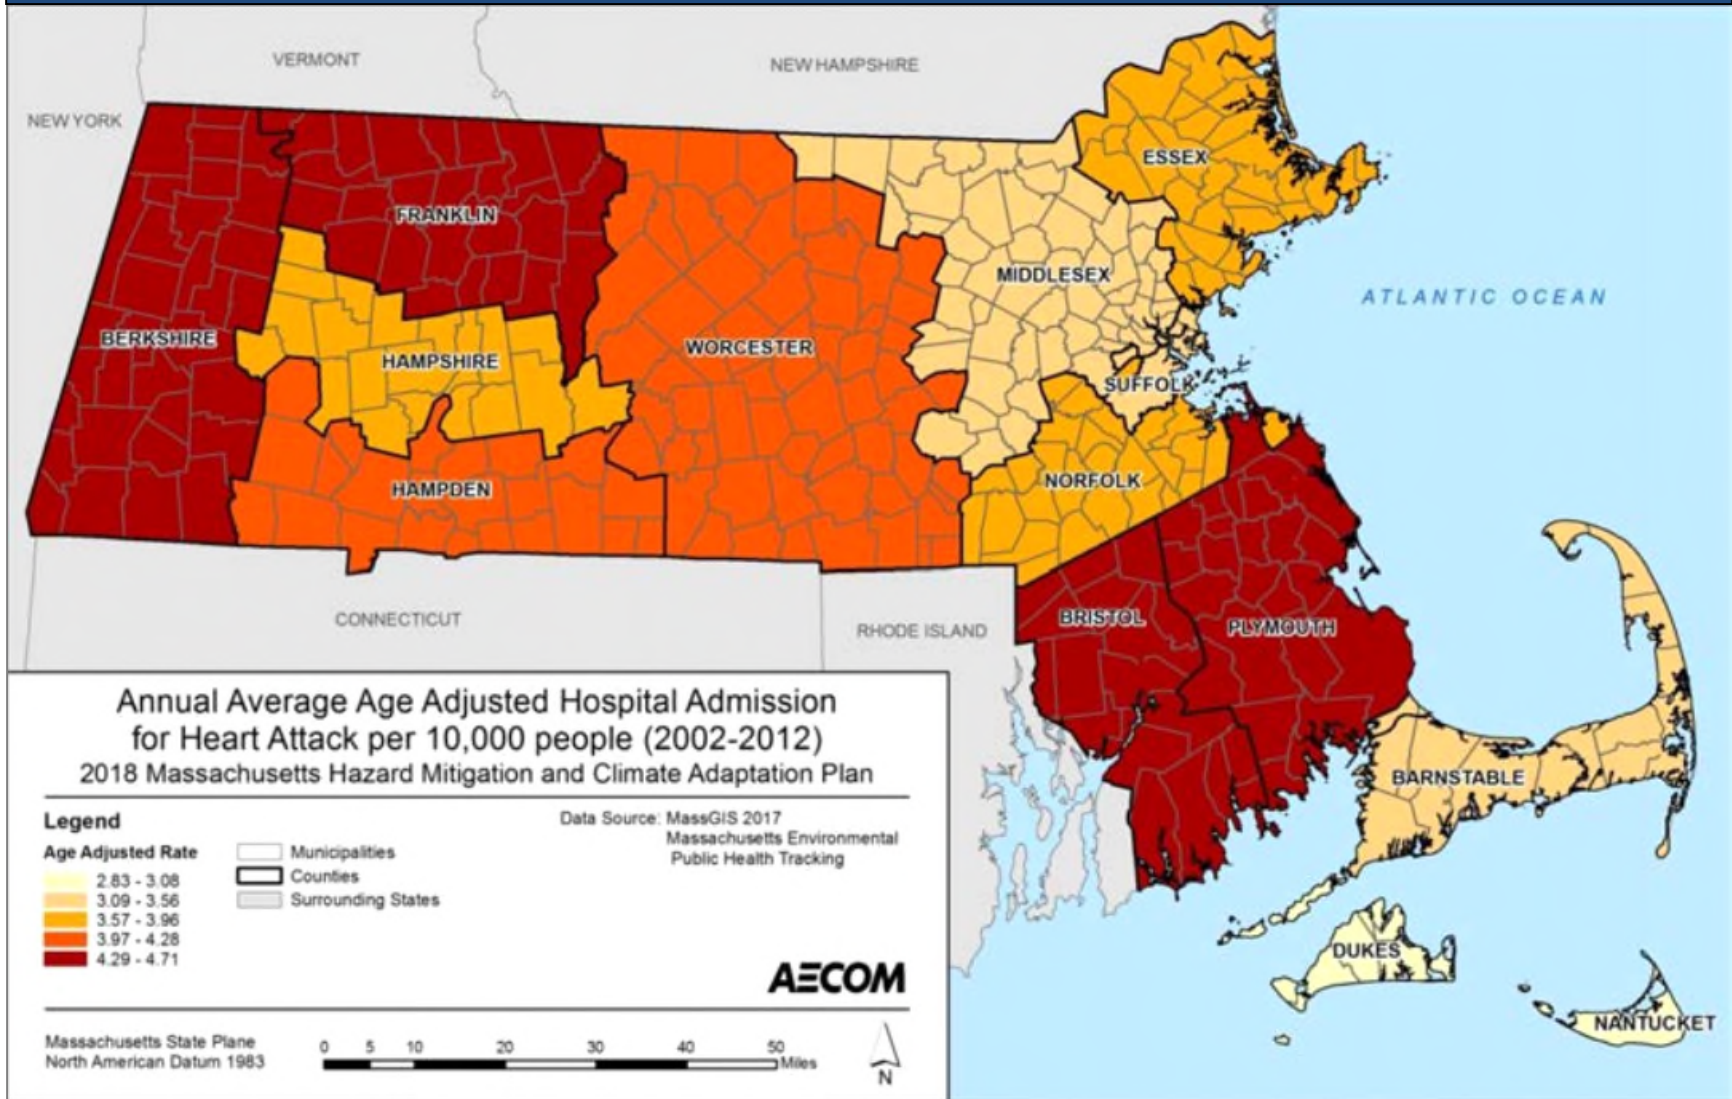 VERMONT
NEW HAMPSHIRE
NEW YORK
ESSEX
FRANKLIN
MIDDLESEX
ATLANTIC OCEAN
BERKSHIRE
HAMPSHIRE
WORCESTER
SUFFOLK
HAMPDEN
NORFOLK
CONNECTICUT
RHODE ISLAND
BRISTOL
PLYMOUTH
BARNSTABLE
DUKES
NANTUCKET
Annual Average Age Adjusted Hospital Admission
for Heart Attack per 10,000 people (2002-2012)
2018 Massachusetts Hazard Mitigation and Climate Adaptation Plan
Legend
Age Adjusted Rate
2.83 - 3.08
3.09 - 3.56
3.57 - 3.96
3.97 - 4.28
4.29 - 4.71
Municipalities
Counties
Surrounding States
Data Source: MassGIS 2017
Massachusetts Environmental
Public Health Tracking
AECOM
Massachusetts State Plane
North American Datum 1983
0 5 10 20 30 40 50 Miles
N